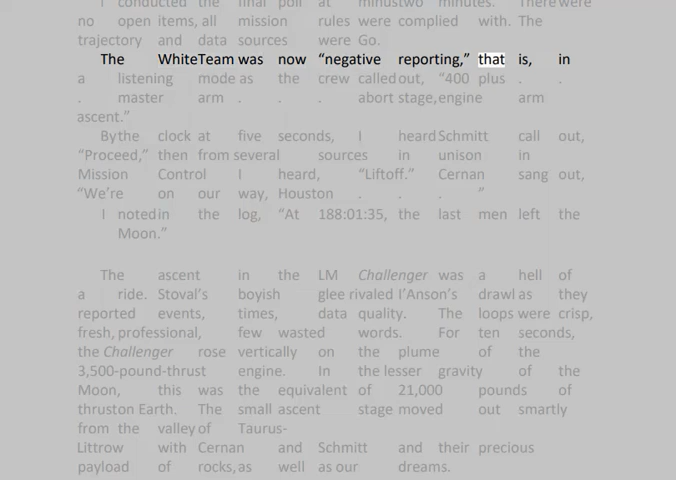 I conducted the final poll at minustwo minutes. There were
no open items, all mission rules were complied with. The
trajectory and data sources were Go.
The WhiteTeam was now “negative reporting,” that is, in
a listening mode as the crew called out, “400 plus . .
. master arm . . . abort stage, engine arm
ascent.”
Bythe clock at five seconds, I heard Schmitt call out,
“Proceed,” then from several sources in unison in
Mission Control I heard, “Liftoff.” Cernan sang out,
“We’re on our way, Houston . . . ”
I noted in the log, “At 188:01:35, the last men left the
Moon.”
The ascent in the LM Challenger was a hell of
a ride. Stoval’s boyish glee rivaled I’Anson’s drawl as they
reported events, times, data quality. The loops were crisp,
fresh, professional, few wasted words. For ten seconds,
the Challenger rose vertically on the plume of the
3,500-pound-thrust engine. In the lesser gravity of the
Moon, this was the equivalent of 21,000 pounds of
thruston Earth. The small ascent stage moved out smartly
from the valley of Taurus-
Littrow with Cernan and Schmitt and their precious
payload of rocks, as well as our dreams.